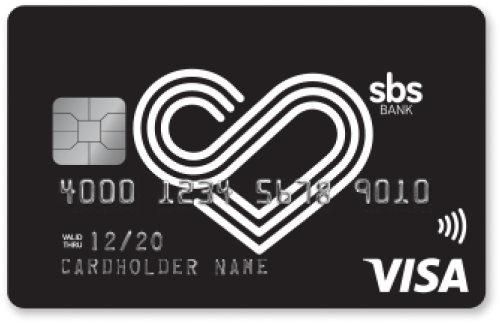 sbs
BANK
4000 1234 5678 9010
VALID
THRU 12/20
CARDHOLDER NAME
VISA